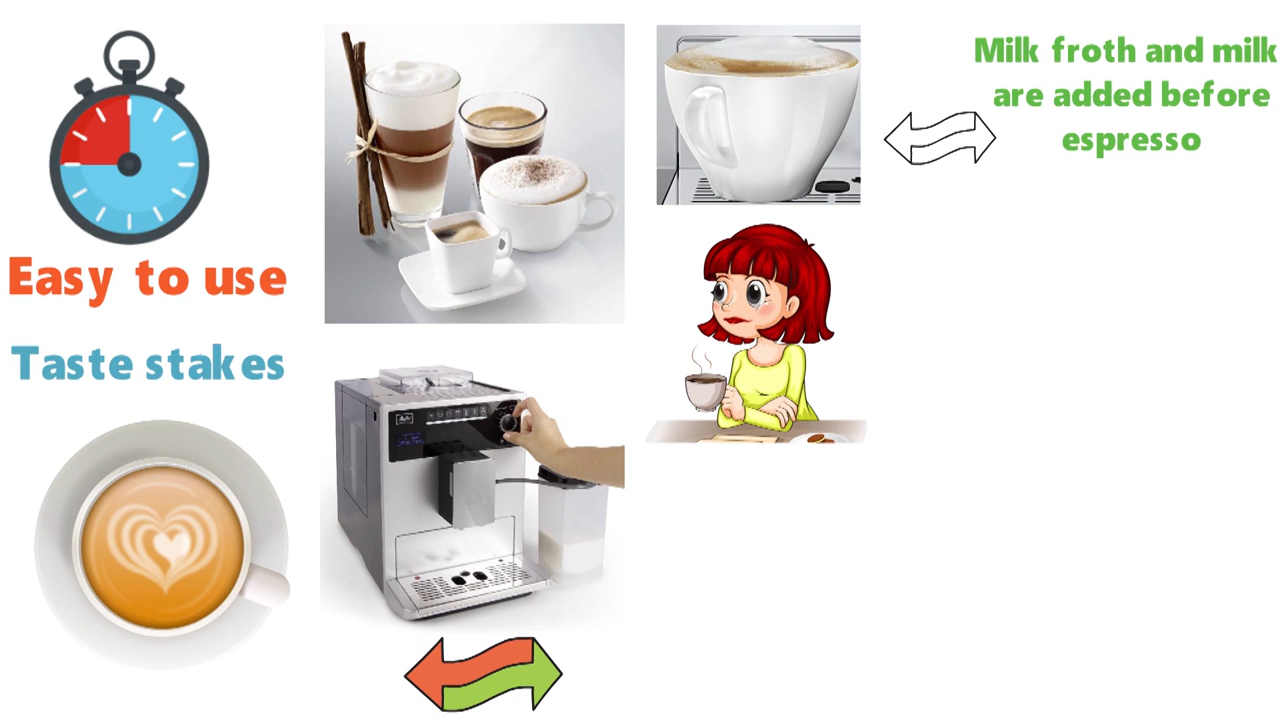 Easy to use
Taste stakes
Milk froth and milk
are added before
espresso